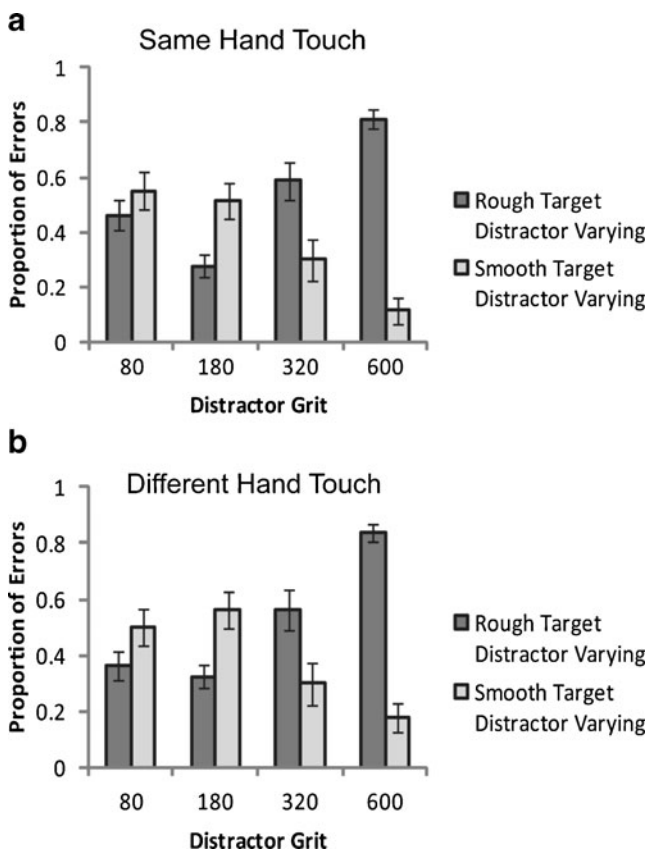 a
Same Hand Touch
1
0.8
0.6
0.4
0.2
0
Proportion of Errors
80 180 320 600
Distractor Grit
Rough Target
Distractor Varying
Smooth Target
Distractor Varying
b
Different Hand Touch
1
0.8
0.6
0.4
0.2
0
Proportion of Errors
80 180 320 600
Distractor Grit
Rough Target
Distractor Varying
Smooth Target
Distractor Varying